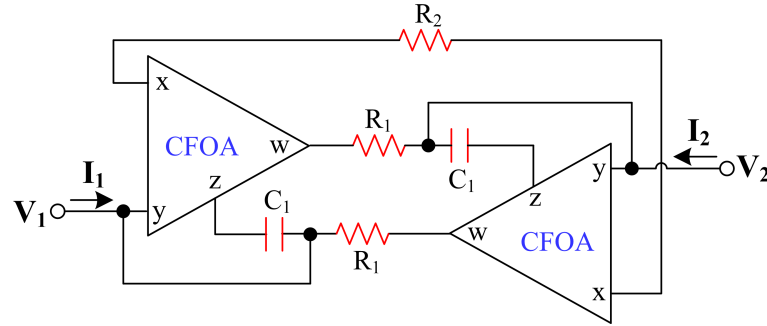 R₂
x
CFOA
w
z
y
R₁
C₁
I₁
V₁
C₁
R₁
y
z
w
CFOA
x
I₂
V₂